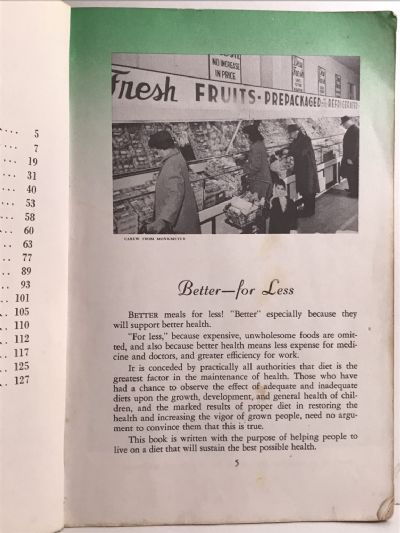 5
7
19
31
40
53
58
60
63
77
89
93
101
105
110
112
117
125
127
NO INCREASE
IN PRICE
Fresh FRUITS - PREPACKAGED REFRIGERATED
CAREW FROM MONKMEYER
Better—for Less
BETTER meals for less! "Better" especially because they
will support better health.
"For less," because expensive, unwholesome foods are omit-
ted, and also because better health means less expense for medi-
cine and doctors, and greater efficiency for work.
It is conceded by practically all authorities that diet is the
greatest factor in the maintenance of health. Those who have
had a chance to observe the effect of adequate and inadequate
diets upon the growth, development, and general health of chil-
dren, and the marked results of proper diet in restoring the
health and increasing the vigor of grown people, need no argu-
ment to convince them that this is true.
This book is written with the purpose of helping people to
live on a diet that will sustain the best possible health.
5